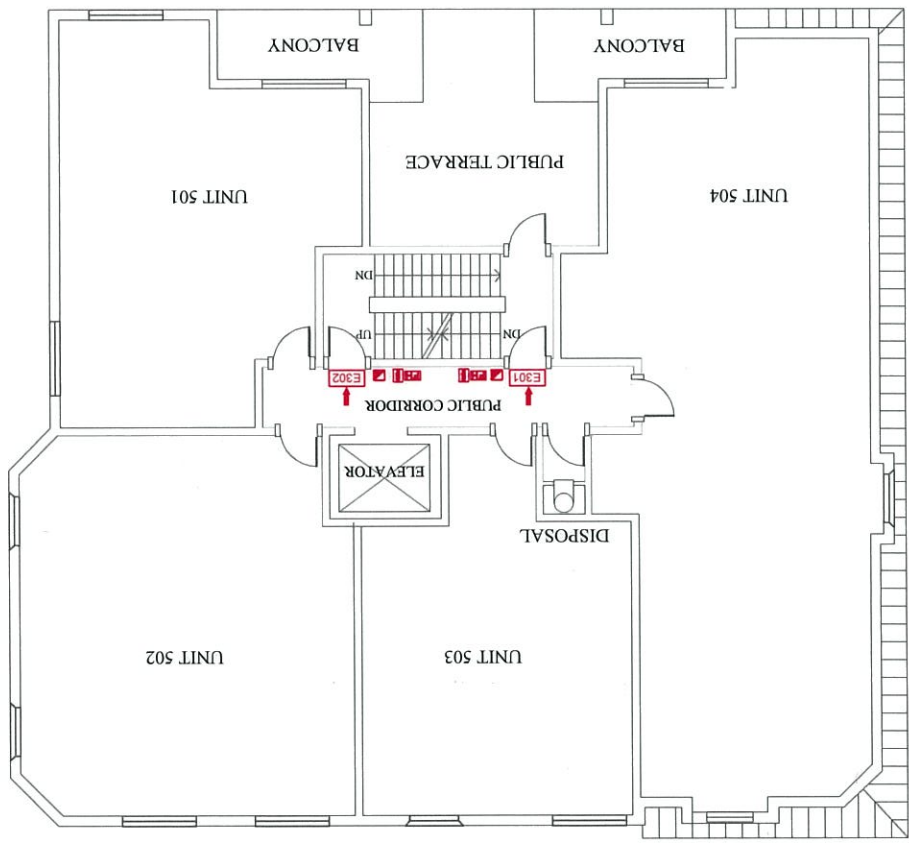 UNIT 503
UNIT 502
DISPOSAL
ELEVATOR
PUBLIC CORRIDOR
E301
E302
DN
UP
DN
UNIT 504
UNIT 501
PUBLIC TERRACE
BALCONY
BALCONY